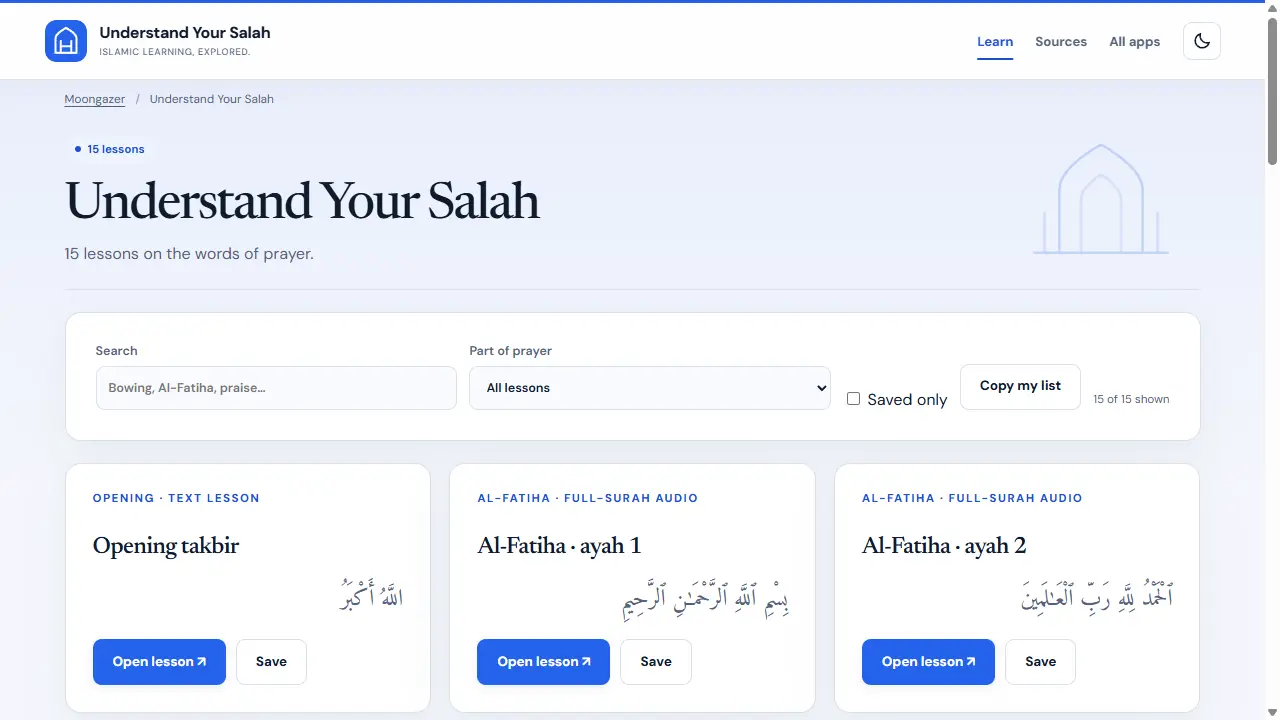 Understand Your Salah
ISLAMIC LEARNING, EXPLORED.
Learn
Sources
All apps
Moongazer / Understand Your Salah
15 lessons
Understand Your Salah
15 lessons on the words of prayer.
Search
Part of prayer
Bowing, Al-Fatiha, praise...
All lessons
Saved only
Copy my list
15 of 15 shown
OPENING · TEXT LESSON
Opening takbir
اللَّهُ أَكْبَرُ
Open lesson
Save
AL-FATIHA · FULL-SURAH AUDIO
Al-Fatiha · ayah 1
بِسْمِ ٱللَّهِ ٱلرَّحْمَـٰنِ ٱلرَّحِيمِ
Open lesson
Save
AL-FATIHA · FULL-SURAH AUDIO
Al-Fatiha · ayah 2
ٱلْحَمْدُ لِلَّهِ رَبِّ ٱلْعَـٰلَمِينَ
Open lesson
Save